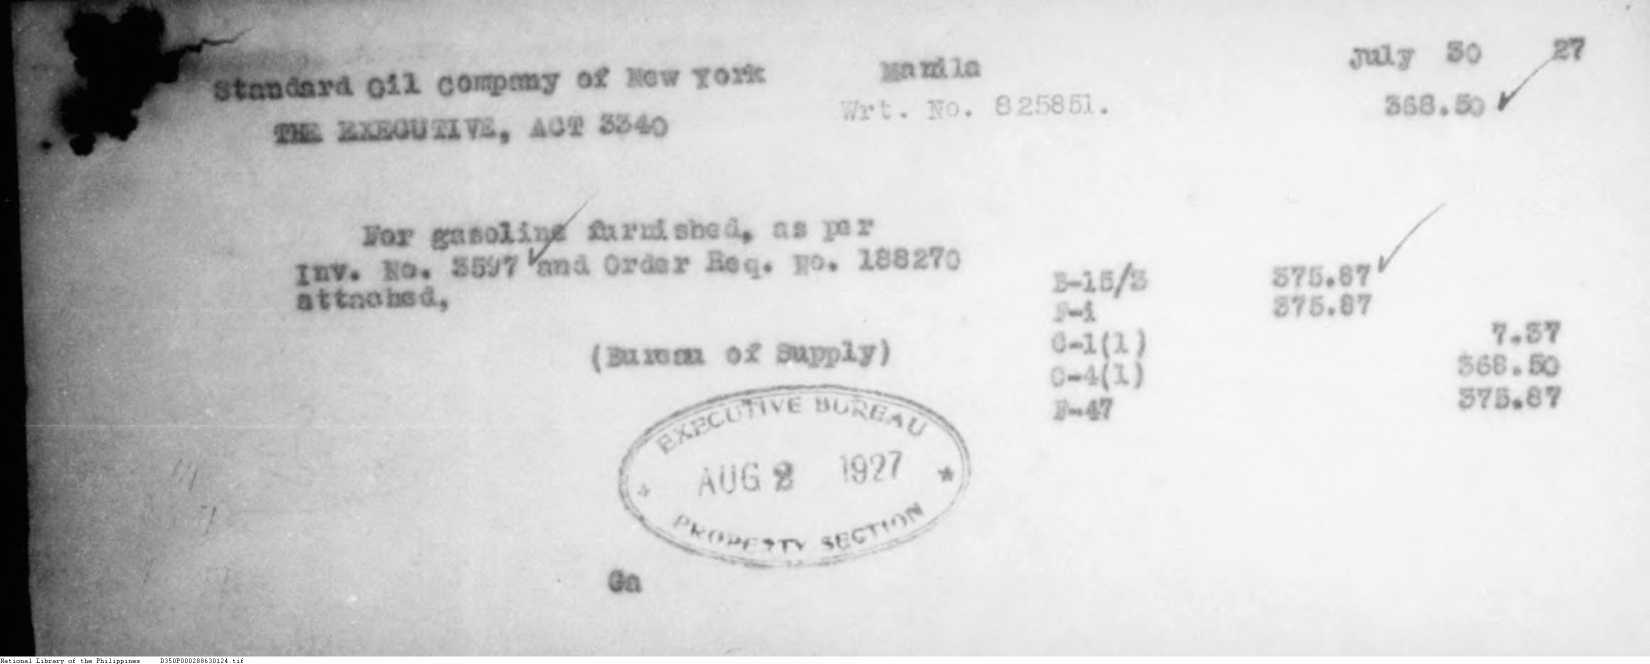 Standard Oil Company of New York Manila July 30 27
THE EXECUTIVE, ACT 3340 Wrt. No. 825851. 368.50
For gasoline furnished, as per
Inv. No. 3597 and Order Req. No. 188270
attached,
E-15/3 375.87
F-1 375.87
C-1(1) 7.37
(Bureau of Supply)
C-4(1) 368.50
F-47 375.87
EXECUTIVE BUREAU
AUG 2 1927
PROPERTY SECTION
Ga
National Library of the Philippines D350P000288630124.tif